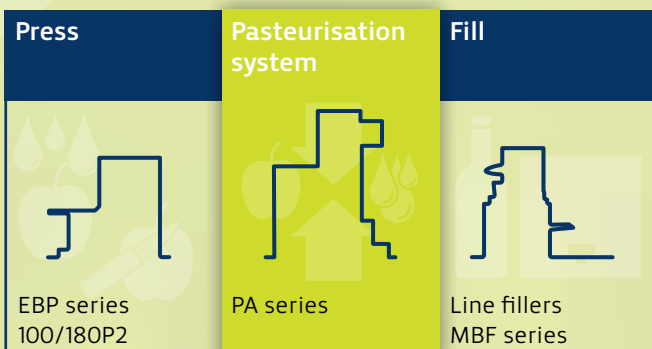 Press
Pasteurisation
system
Fill
EBP series
100/180P2
PA series
Line fillers
MBF series